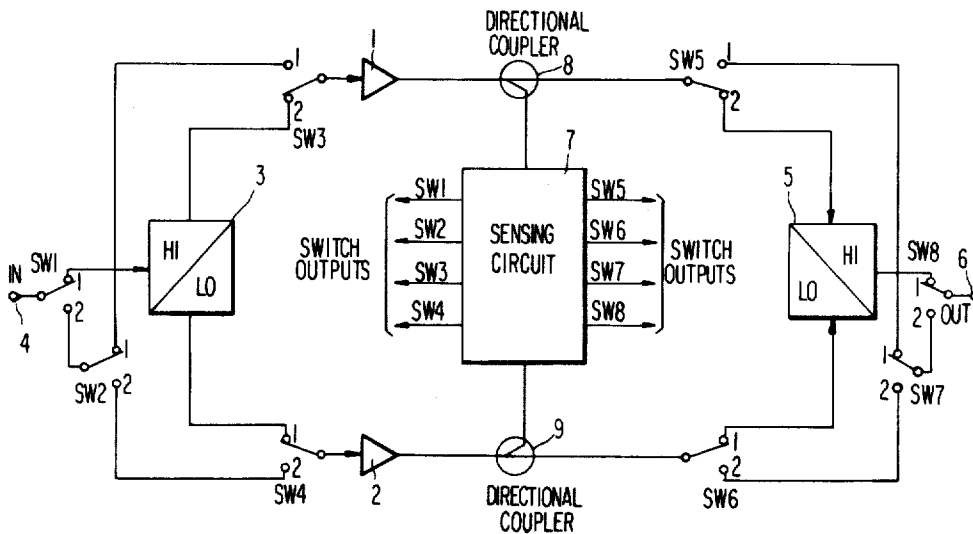 DIRECTIONAL
COUPLER
1
8
SW5
1
2
1
2
SW3
3
HI
LO
IN
4
SW1
1
2
SW2
1
2
SWITCH
OUTPUTS
SW1
SW2
SW3
SW4
7
SENSING
CIRCUIT
SW5
SW6
SW7
SW8
SWITCH
OUTPUTS
5
HI
LO
SW8
1
2
6
OUT
1
2
SW7
1
2
SW4
2
9
DIRECTIONAL
COUPLER
1
2
SW6